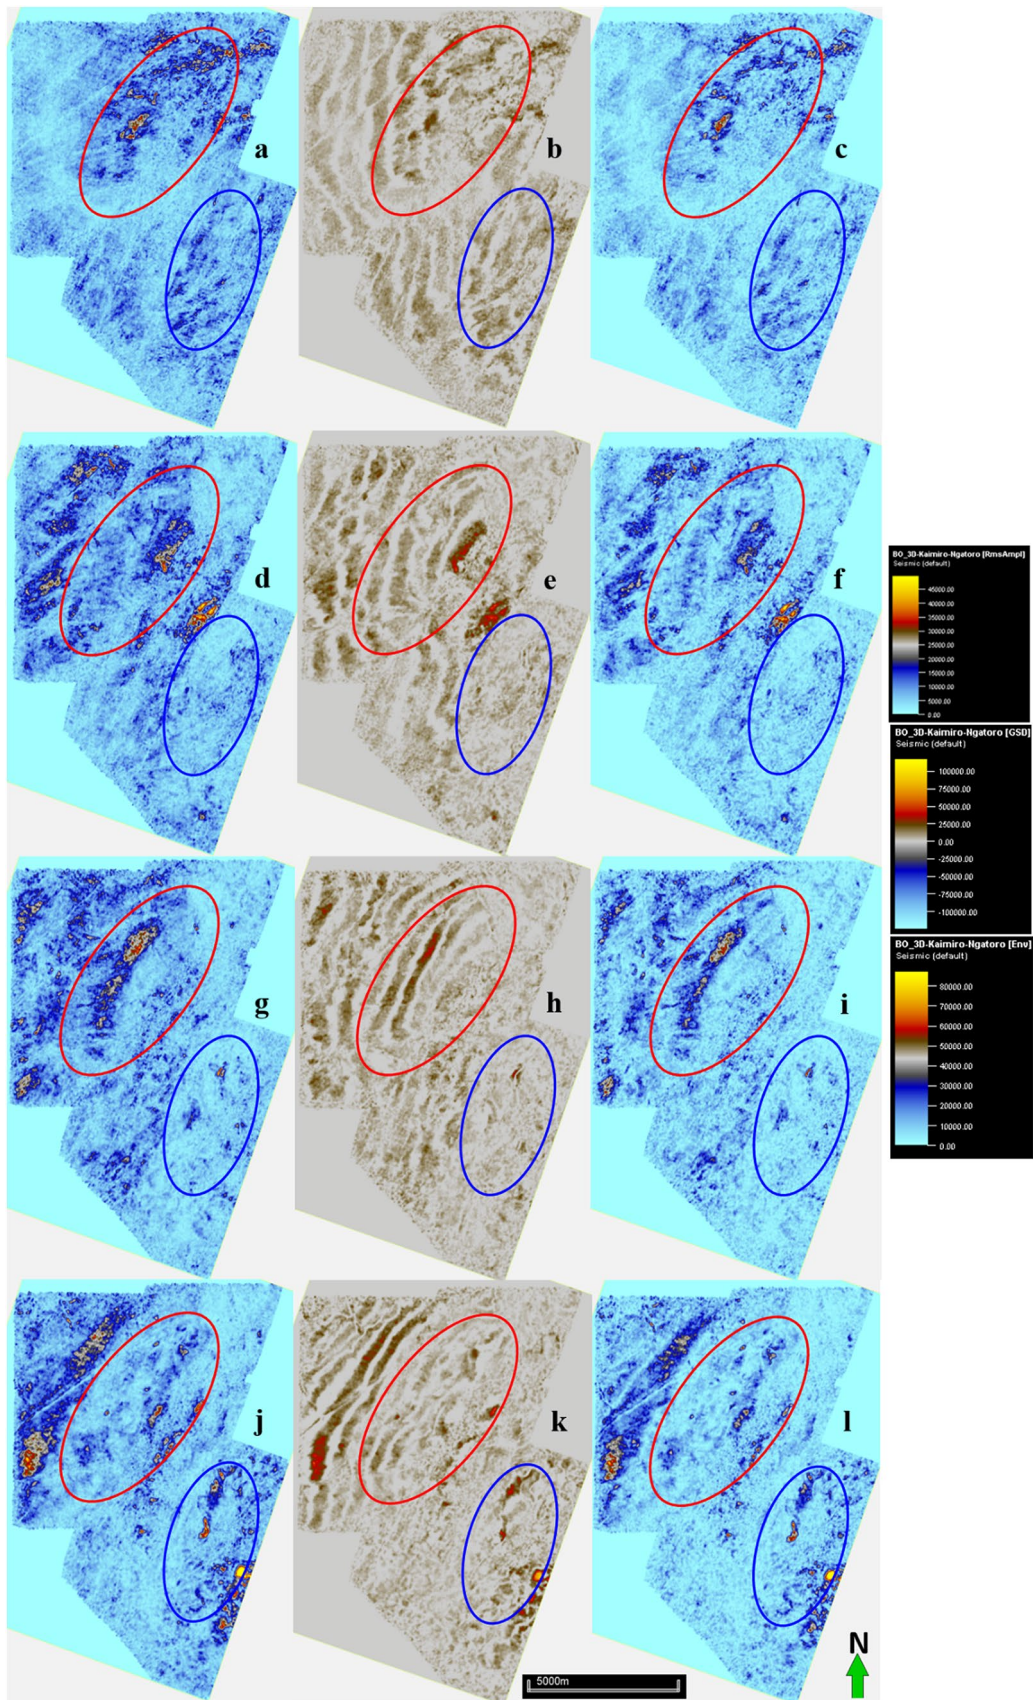 a
b
c
d
e
f
BO_3D-Kaimiro-Ngatoro [RmsAmpl]
Seismic (default)
45000.00
40000.00
35000.00
30000.00
25000.00
20000.00
15000.00
10000.00
5000.00
0.00
BO_3D-Kaimiro-Ngatoro [GSD]
Seismic (default)
100000.00
75000.00
50000.00
25000.00
0.00
-25000.00
-50000.00
-75000.00
-100000.00
g
h
i
BO_3D-Kaimiro-Ngatoro [Env]
Seismic (default)
80000.00
70000.00
60000.00
50000.00
40000.00
30000.00
20000.00
10000.00
0.00
j
k
l
5000m
N